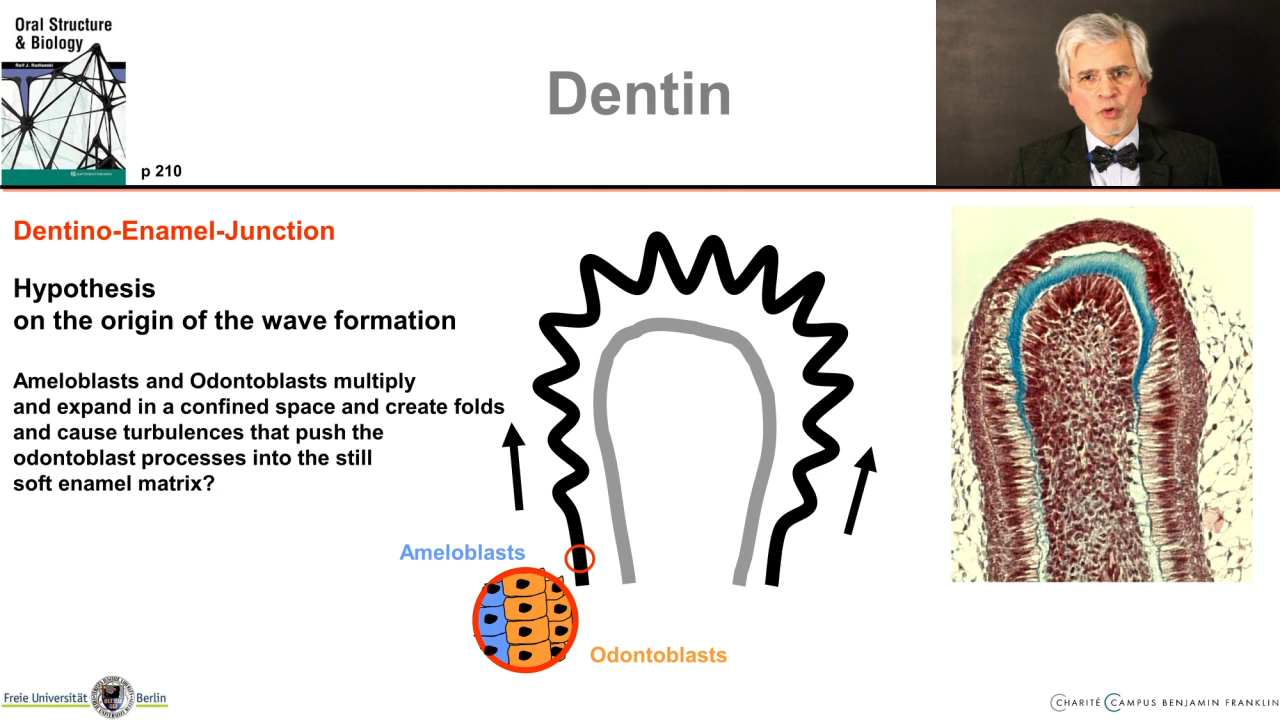 Oral Structure
& Biology
Ralf J. Radlanski
Dentin
p 210
Dentino-Enamel-Junction
Hypothesis
on the origin of the wave formation
Ameloblasts and Odontoblasts multiply
and expand in a confined space and create folds
and cause turbulences that push the
odontoblast processes into the still
soft enamel matrix?
Ameloblasts
Odontoblasts
Freie Universität Berlin
CHARITÉ CAMPUS BENJAMIN FRANKLIN